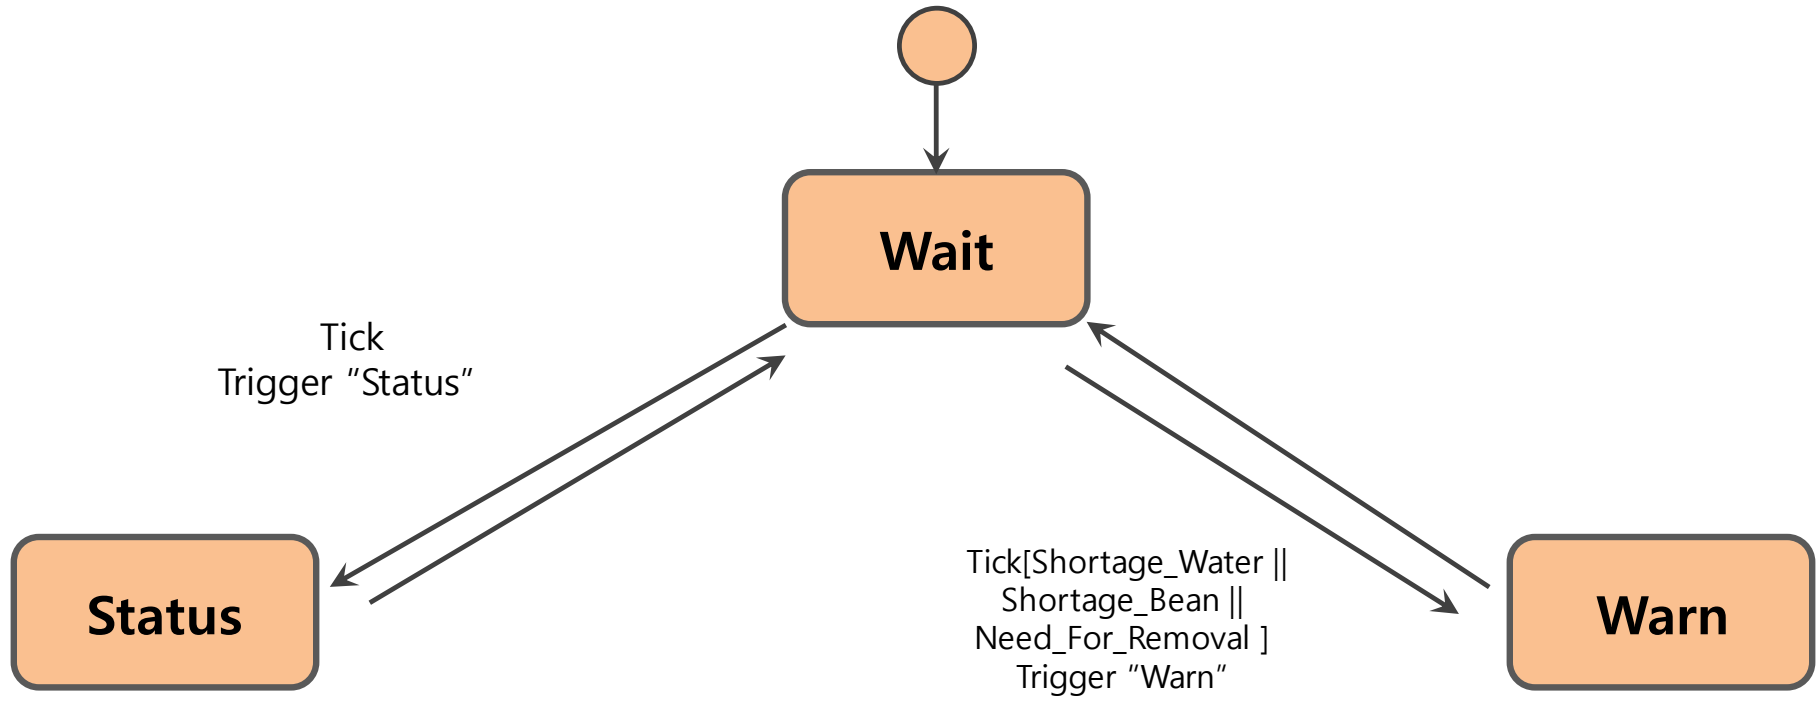 Wait
Tick
Trigger "Status"
Status
Tick[Shortage_Water ||
Shortage_Bean ||
Need_For_Removal ]
Trigger "Warn"
Warn